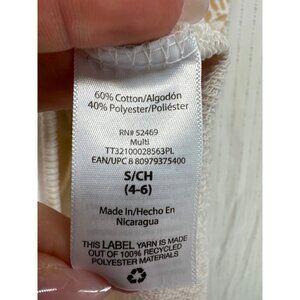 60% Cotton/Algodón
40% Polyester/Poliéster
RN# 52469
Multi
TT32100028563PL
EAN/UPC 8 80979375400
S/CH
(4-6)
Made in/Hecho En
Nicaragua
THIS LABEL YARN IS MADE
OUT OF 100% RECYCLED
POLYESTER MATERIALS